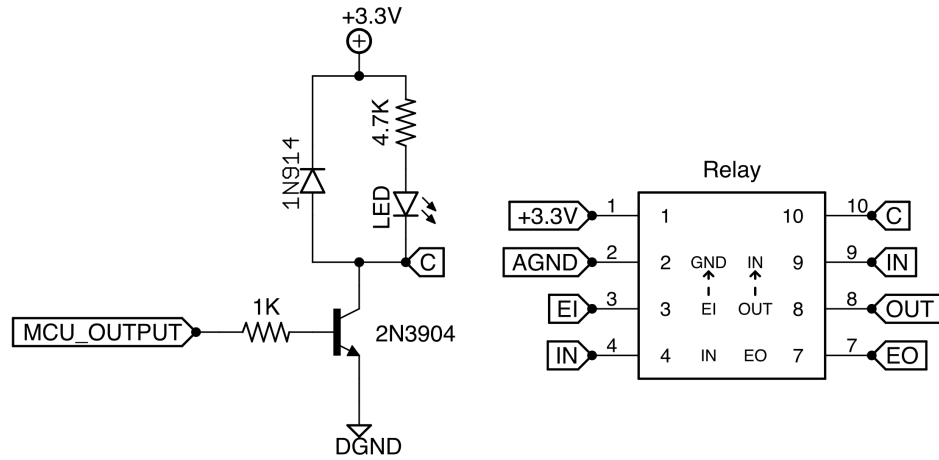 +3.3V
4.7K
1N914
LED
C
1K
MCU_OUTPUT
2N3904
DGND
Relay
+3.3V 1 1 10 10 C
AGND 2 2 GND IN 9 9 IN
EI 3 3 EI OUT 8 8 OUT
IN 4 4 IN EO 7 7 EO